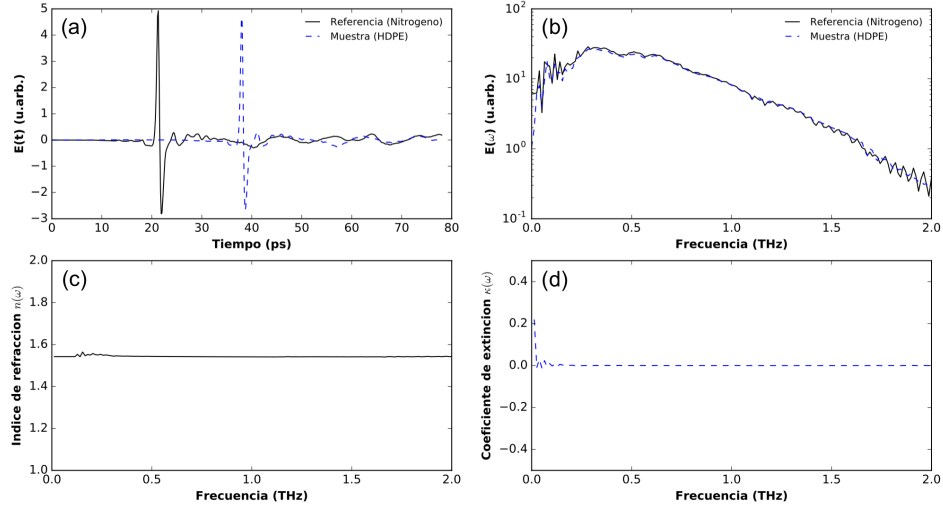 (a)
Referencia (Nitrogeno)
Muestra (HDPE)
E(t) (u.arb.)
5
4
3
2
1
0
−1
−2
−3
0 10 20 30 40 50 60 70 80
Tiempo (ps)
(b)
Referencia (Nitrogeno)
Muestra (HDPE)
E(ω) (u.arb.)
10²
10¹
10⁰
10⁻¹
0.0 0.5 1.0 1.5 2.0
Frecuencia (THz)
(c)
Indice de refraccion n(ω)
2.0
1.8
1.6
1.4
1.2
1.0
0.0 0.5 1.0 1.5 2.0
Frecuencia (THz)
(d)
Coeficiente de extincion κ(ω)
0.4
0.2
0.0
−0.2
−0.4
0.0 0.5 1.0 1.5 2.0
Frecuencia (THz)